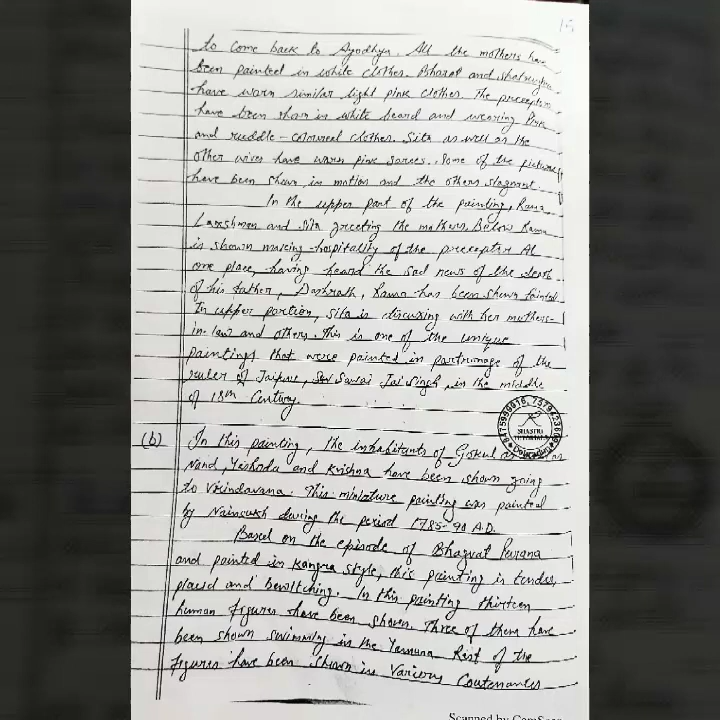 15
to come back to Ayodhya. All the mothers have
been painted in white clothes. Bharat and Shatrughn
have warn similar light pink clothes. The preceptor
have been shown in white beard and wearing Pink
and ruddle-coloured clothes. Sita as well as the
other wives have warn pink sarees. Some of the pictures
have been shown in motion and the others stagnent.
In the upper part of the painting, Rama
Laxshman and Sita greeting the mothers. Below Rama
is shown making hospitality of the preceptor At
one place, having heard the sad news of the death
of his father, Dashrath, Rama has been shown fainted
In upper portion, Sita is discussing with her mothers-
in-law and others. This is one of the unique
paintings that were painted in partronage of the
ruler of Jaipur, Sawai Jai Singh in the middle
of 18th Century.
SHASTRI
TUTORIALS
(b) In this painting, the inhabitants of Gokul
Nand, Yashoda and Krishna have been shown going
to Vrindavana. This miniature painting was painted
by Nainsukh during the period 1785-90 A.D.
Based on the episode of Bhagvat Purana
and painted in Kangra style, this painting is tender,
placid and bewitching. In this painting thirteen
human figures have been shown. Three of them have
been shown swimming in the Yamuna Rest of the
figures have been shown in various Coutenances
Scanned by CamScan